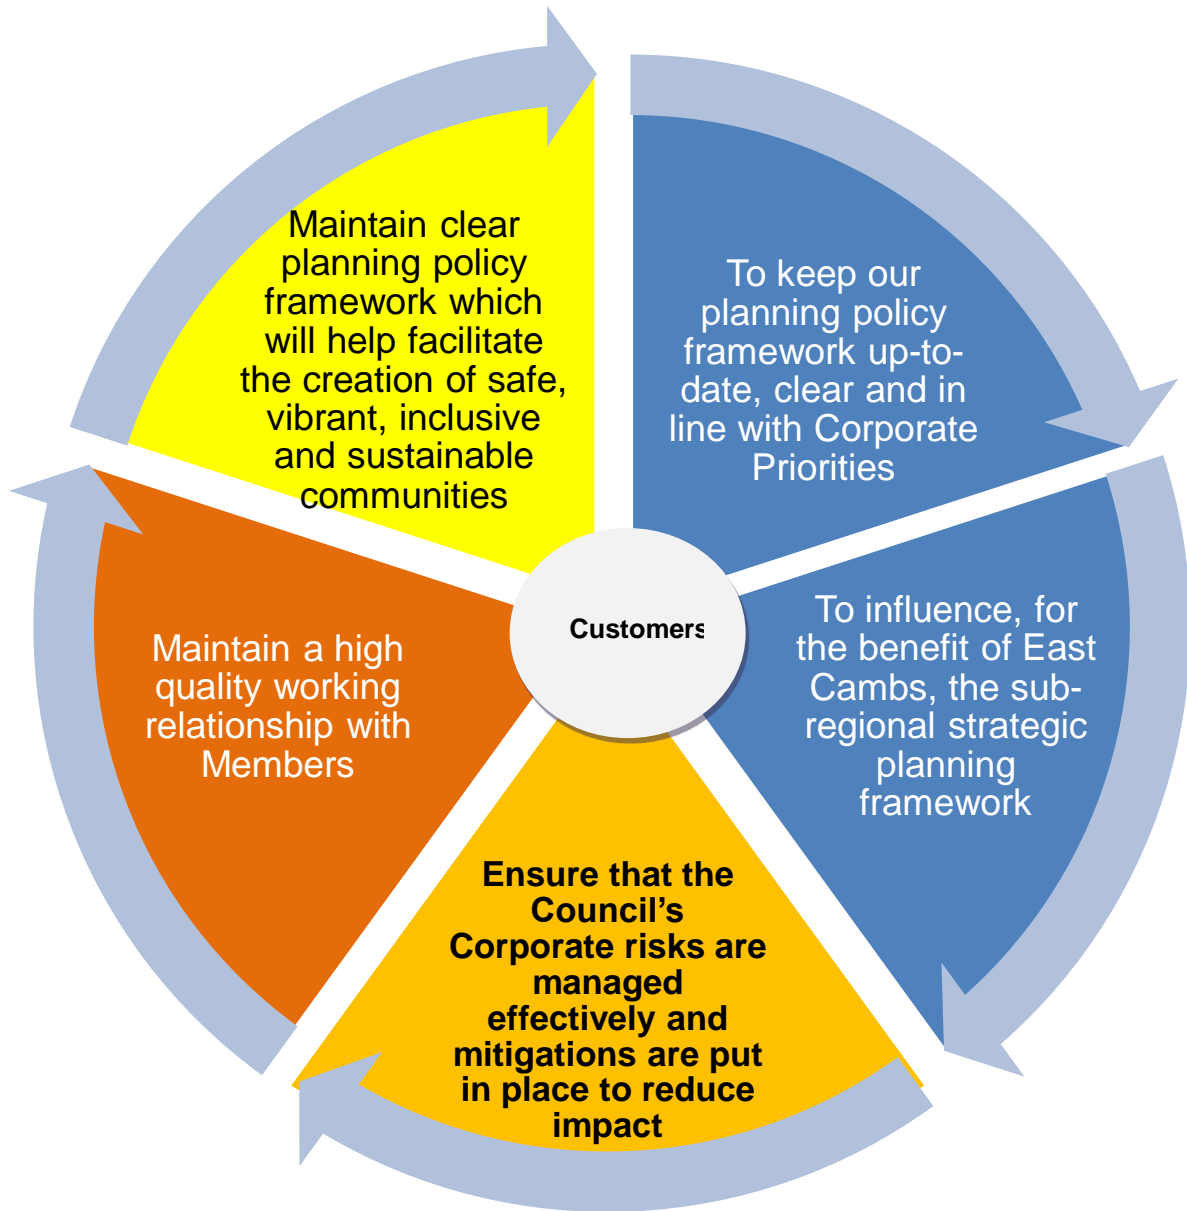 Maintain clear
planning policy
framework which
will help facilitate
the creation of safe,
vibrant, inclusive
and sustainable
communities
To keep our
planning policy
framework up-to-
date, clear and in
line with Corporate
Priorities
To influence, for
the benefit of East
Cambs, the sub-
regional strategic
planning
framework
Ensure that the
Council’s
Corporate risks are
managed
effectively and
mitigations are put
in place to reduce
impact
Maintain a high
quality working
relationship with
Members
Customers